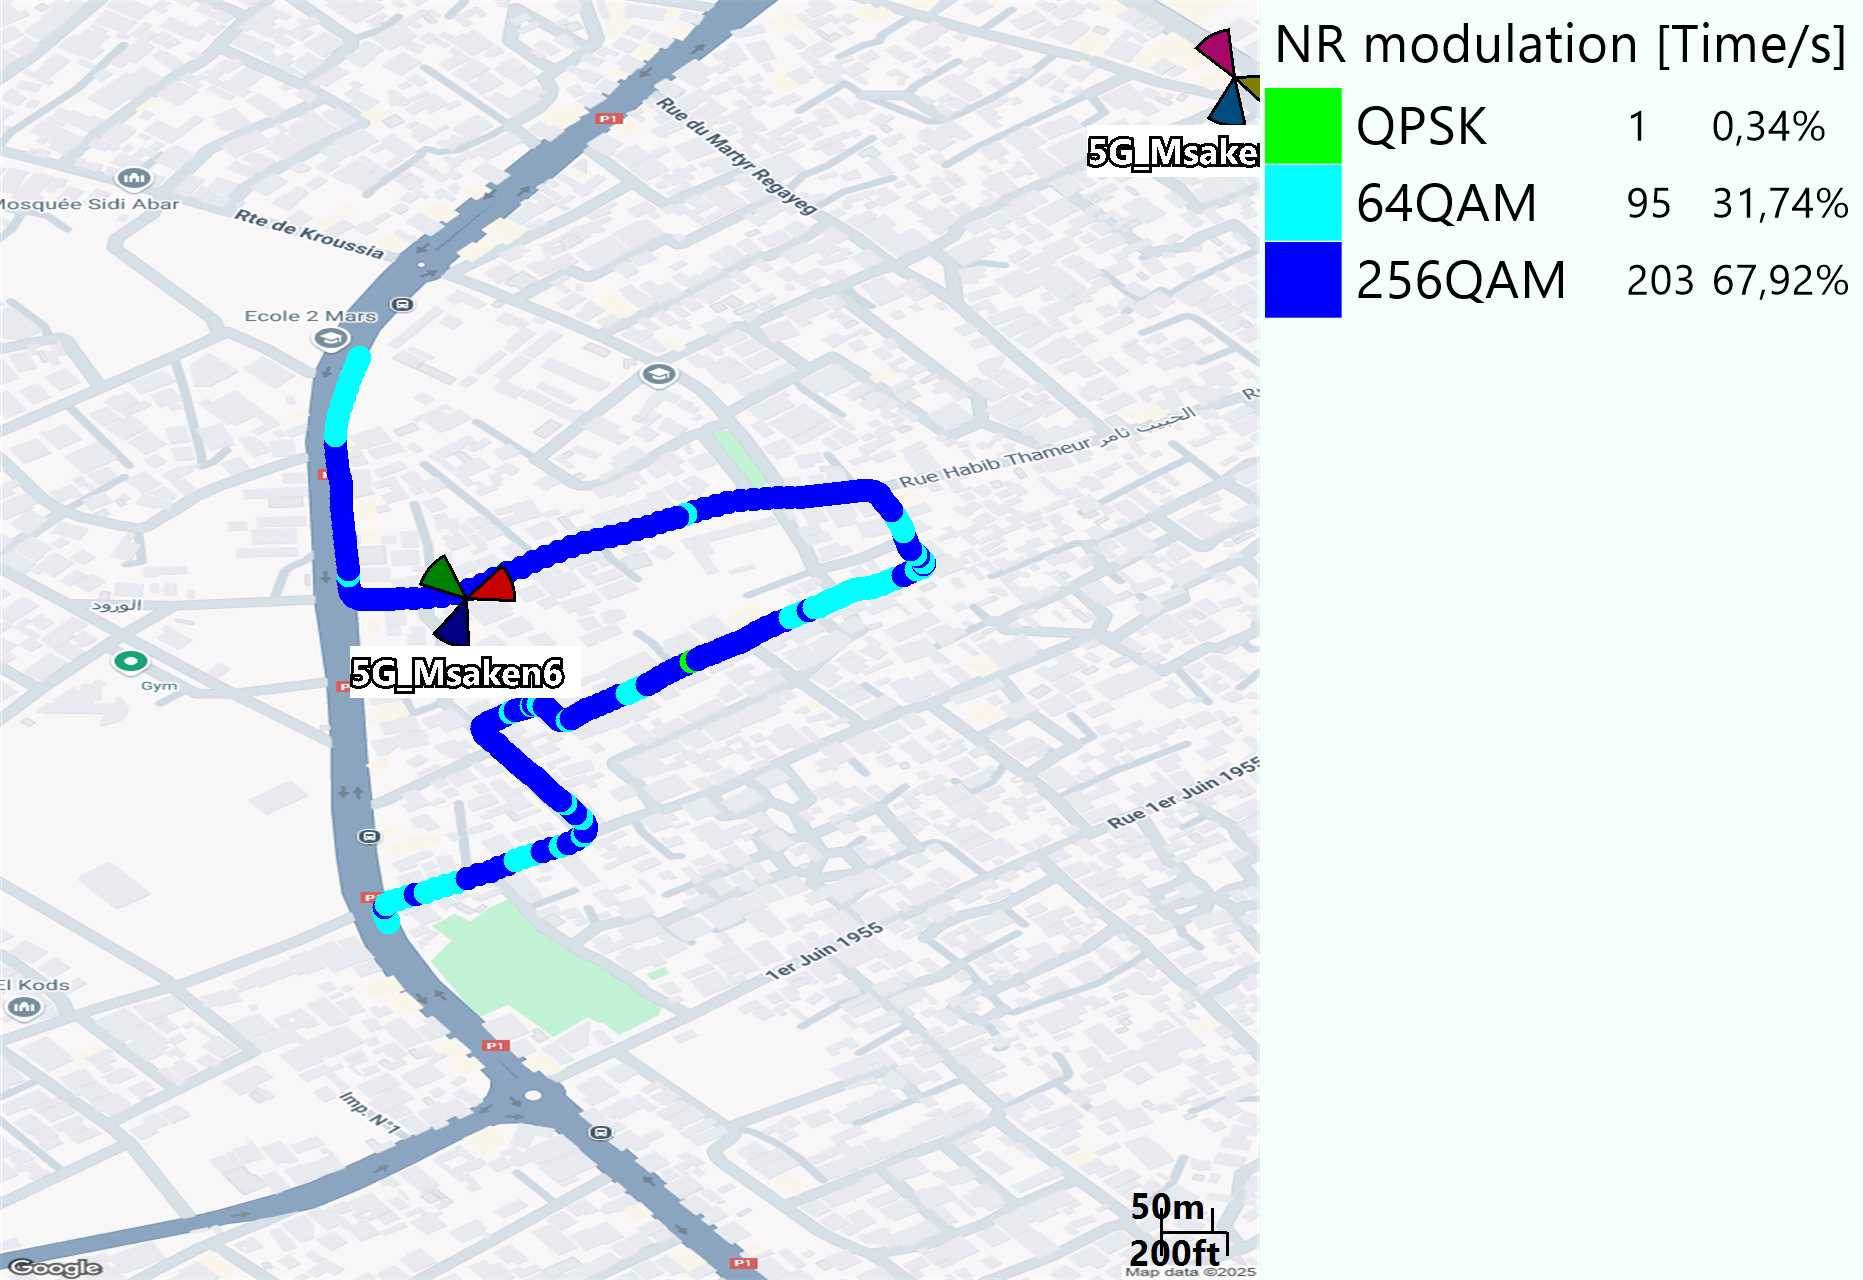 NR modulation [Time/s]
QPSK 1 0,34%
64QAM 95 31,74%
256QAM 203 67,92%
5G_Msake
P1
Rue du Martyr Regayeg
Mosquée Sidi Abar
Rte de Kroussia
Ecole 2 Mars
Rue Habib Thameur الحبيب ثامر
الورود
Gym
5G_Msaken6
Rue 1er Juin 1955
1er Juin 1955
El Kods
P1
Imp. N°1
P1
50m
200ft
Google
Map data ©2025